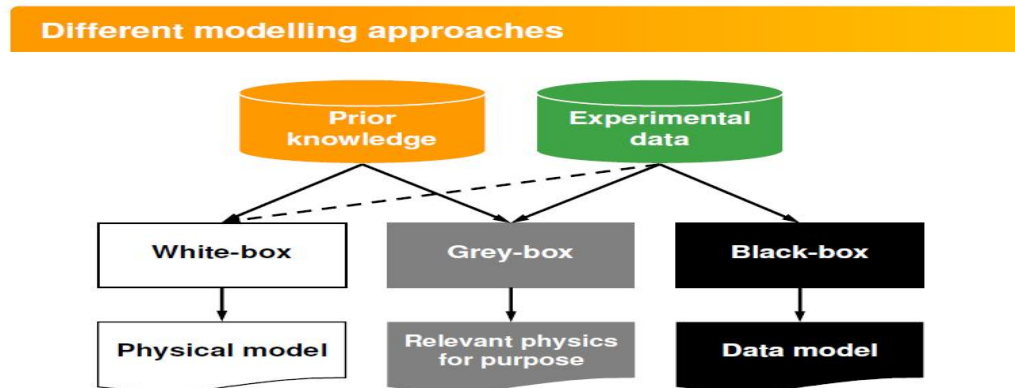 Different modelling approaches
Prior
knowledge
Experimental
data
White-box
Grey-box
Black-box
Physical model
Relevant physics
for purpose
Data model